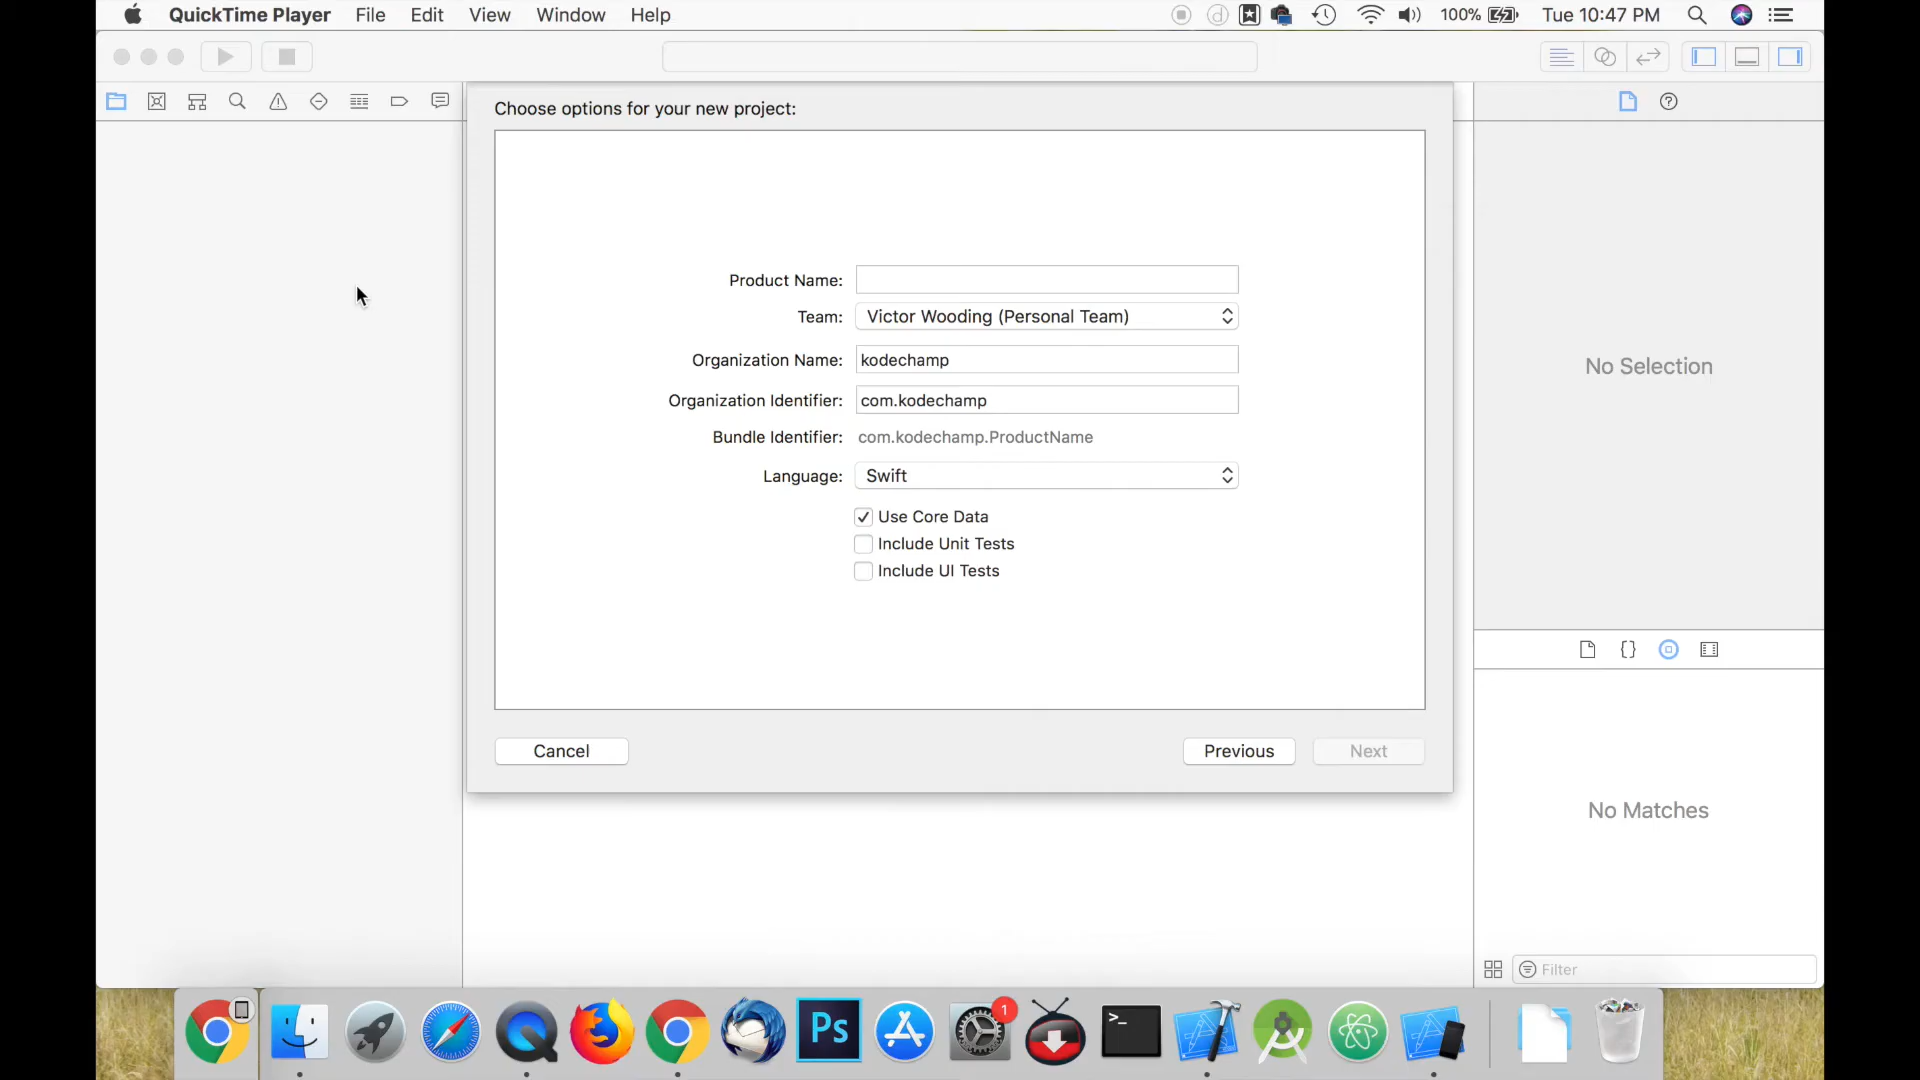 QuickTime Player File Edit View Window Help 100% Tue 10:47 PM
Choose options for your new project:
Product Name:
Team: Victor Wooding (Personal Team)
Organization Name: kodechamp
Organization Identifier: com.kodechamp
Bundle Identifier: com.kodechamp.ProductName
Language: Swift
Use Core Data
Include Unit Tests
Include UI Tests
Cancel Previous Next
No Selection
{}
No Matches
Filter
1
Ps
>_